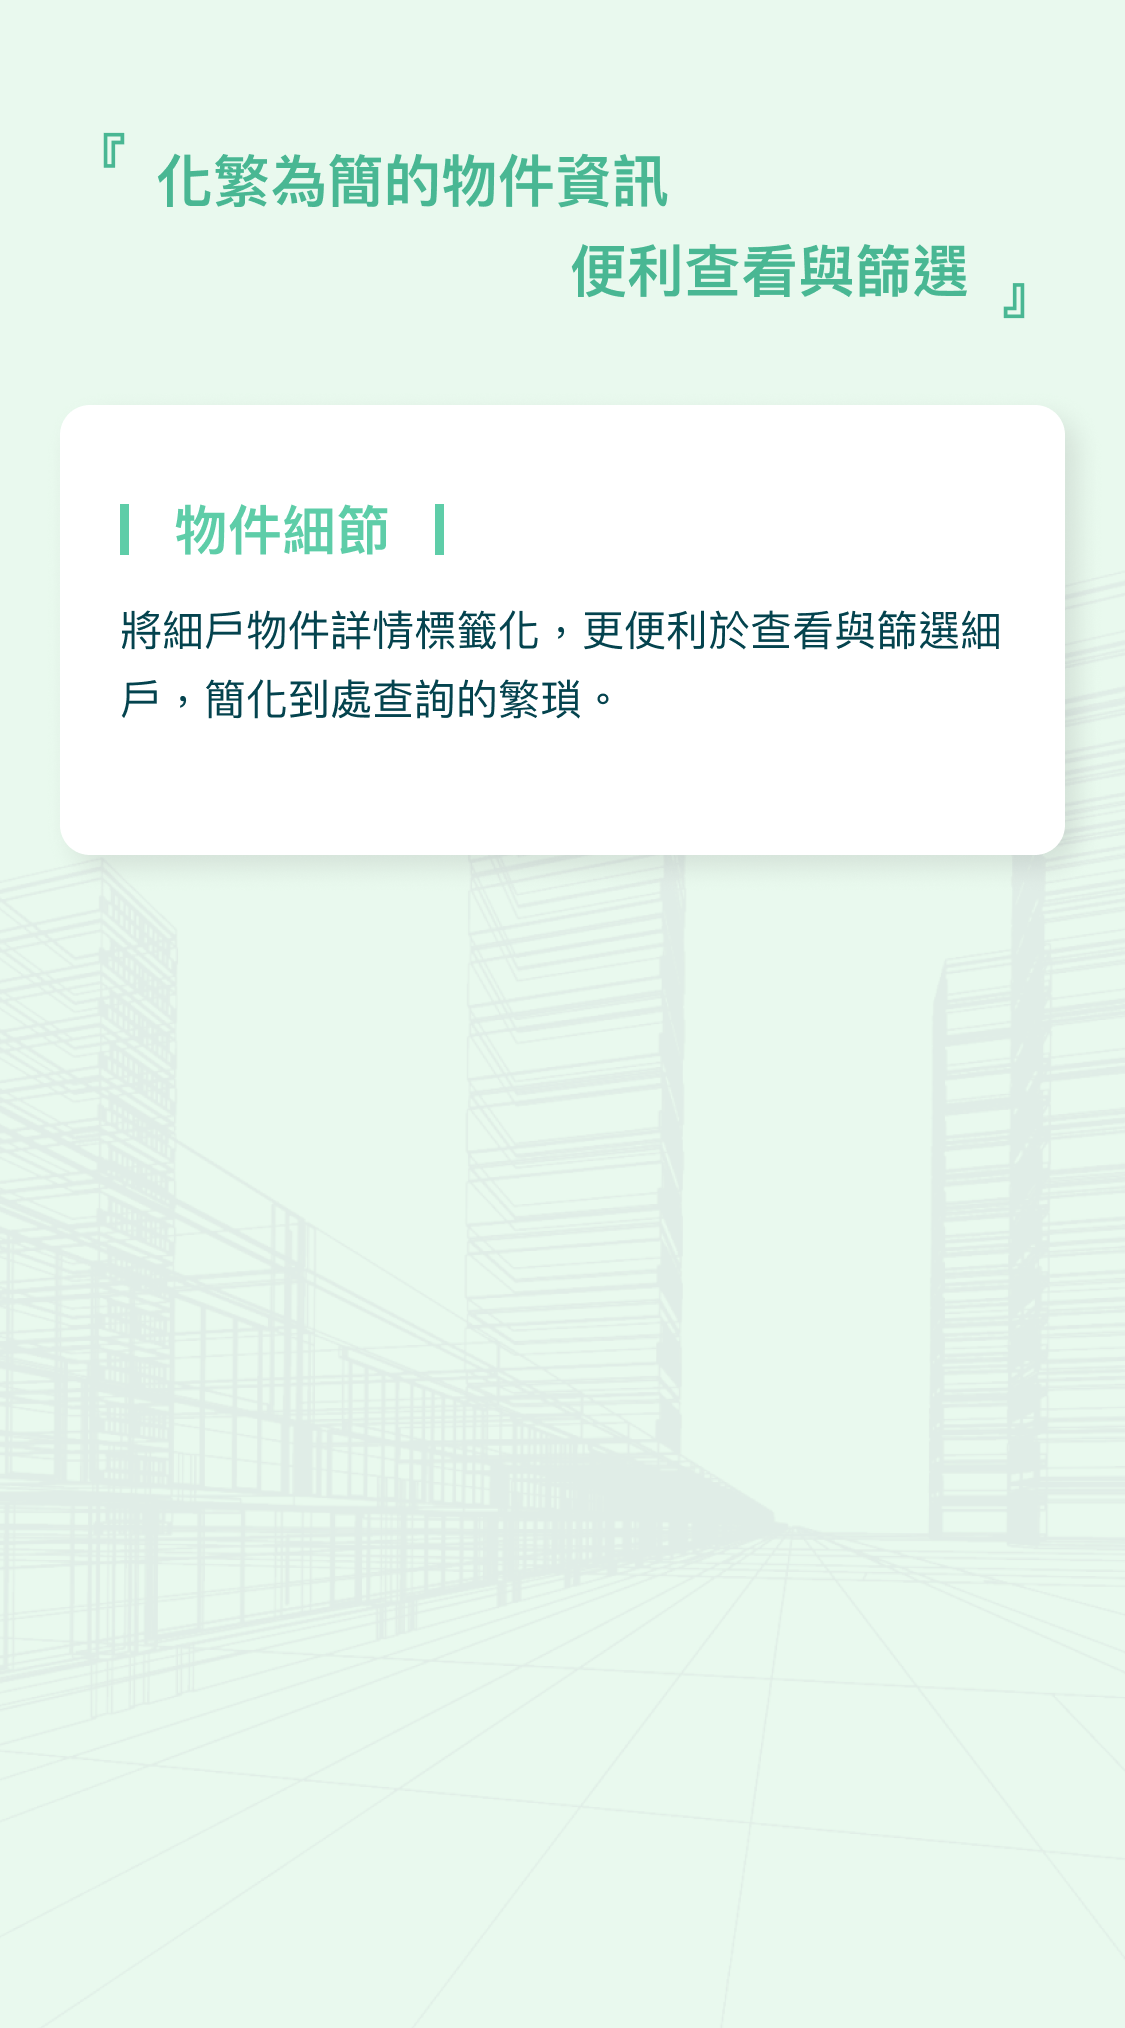 『 化繁為簡的物件資訊
便利查看與篩選 』
物件細節
將細戶物件詳情標籤化，更便利於查看與篩選細
戶，簡化到處查詢的繁瑣。